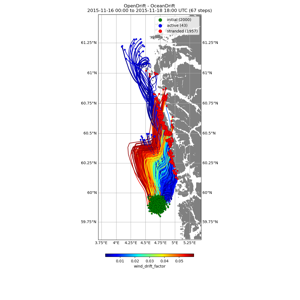 OpenDrift - OceanDrift
2015-11-16 00:00 to 2015-11-18 18:00 UTC (67 steps)
initial (2000)
active (43)
stranded (1957)
61.25°N
61°N
60.75°N
60.5°N
60.25°N
60°N
59.75°N
61.25°N
61°N
60.75°N
60.5°N
60.25°N
60°N
59.75°N
3.75°E 4°E 4.25°E 4.5°E 4.75°E 5°E 5.25°E
0.01 0.02 0.03 0.04 0.05
wind_drift_factor